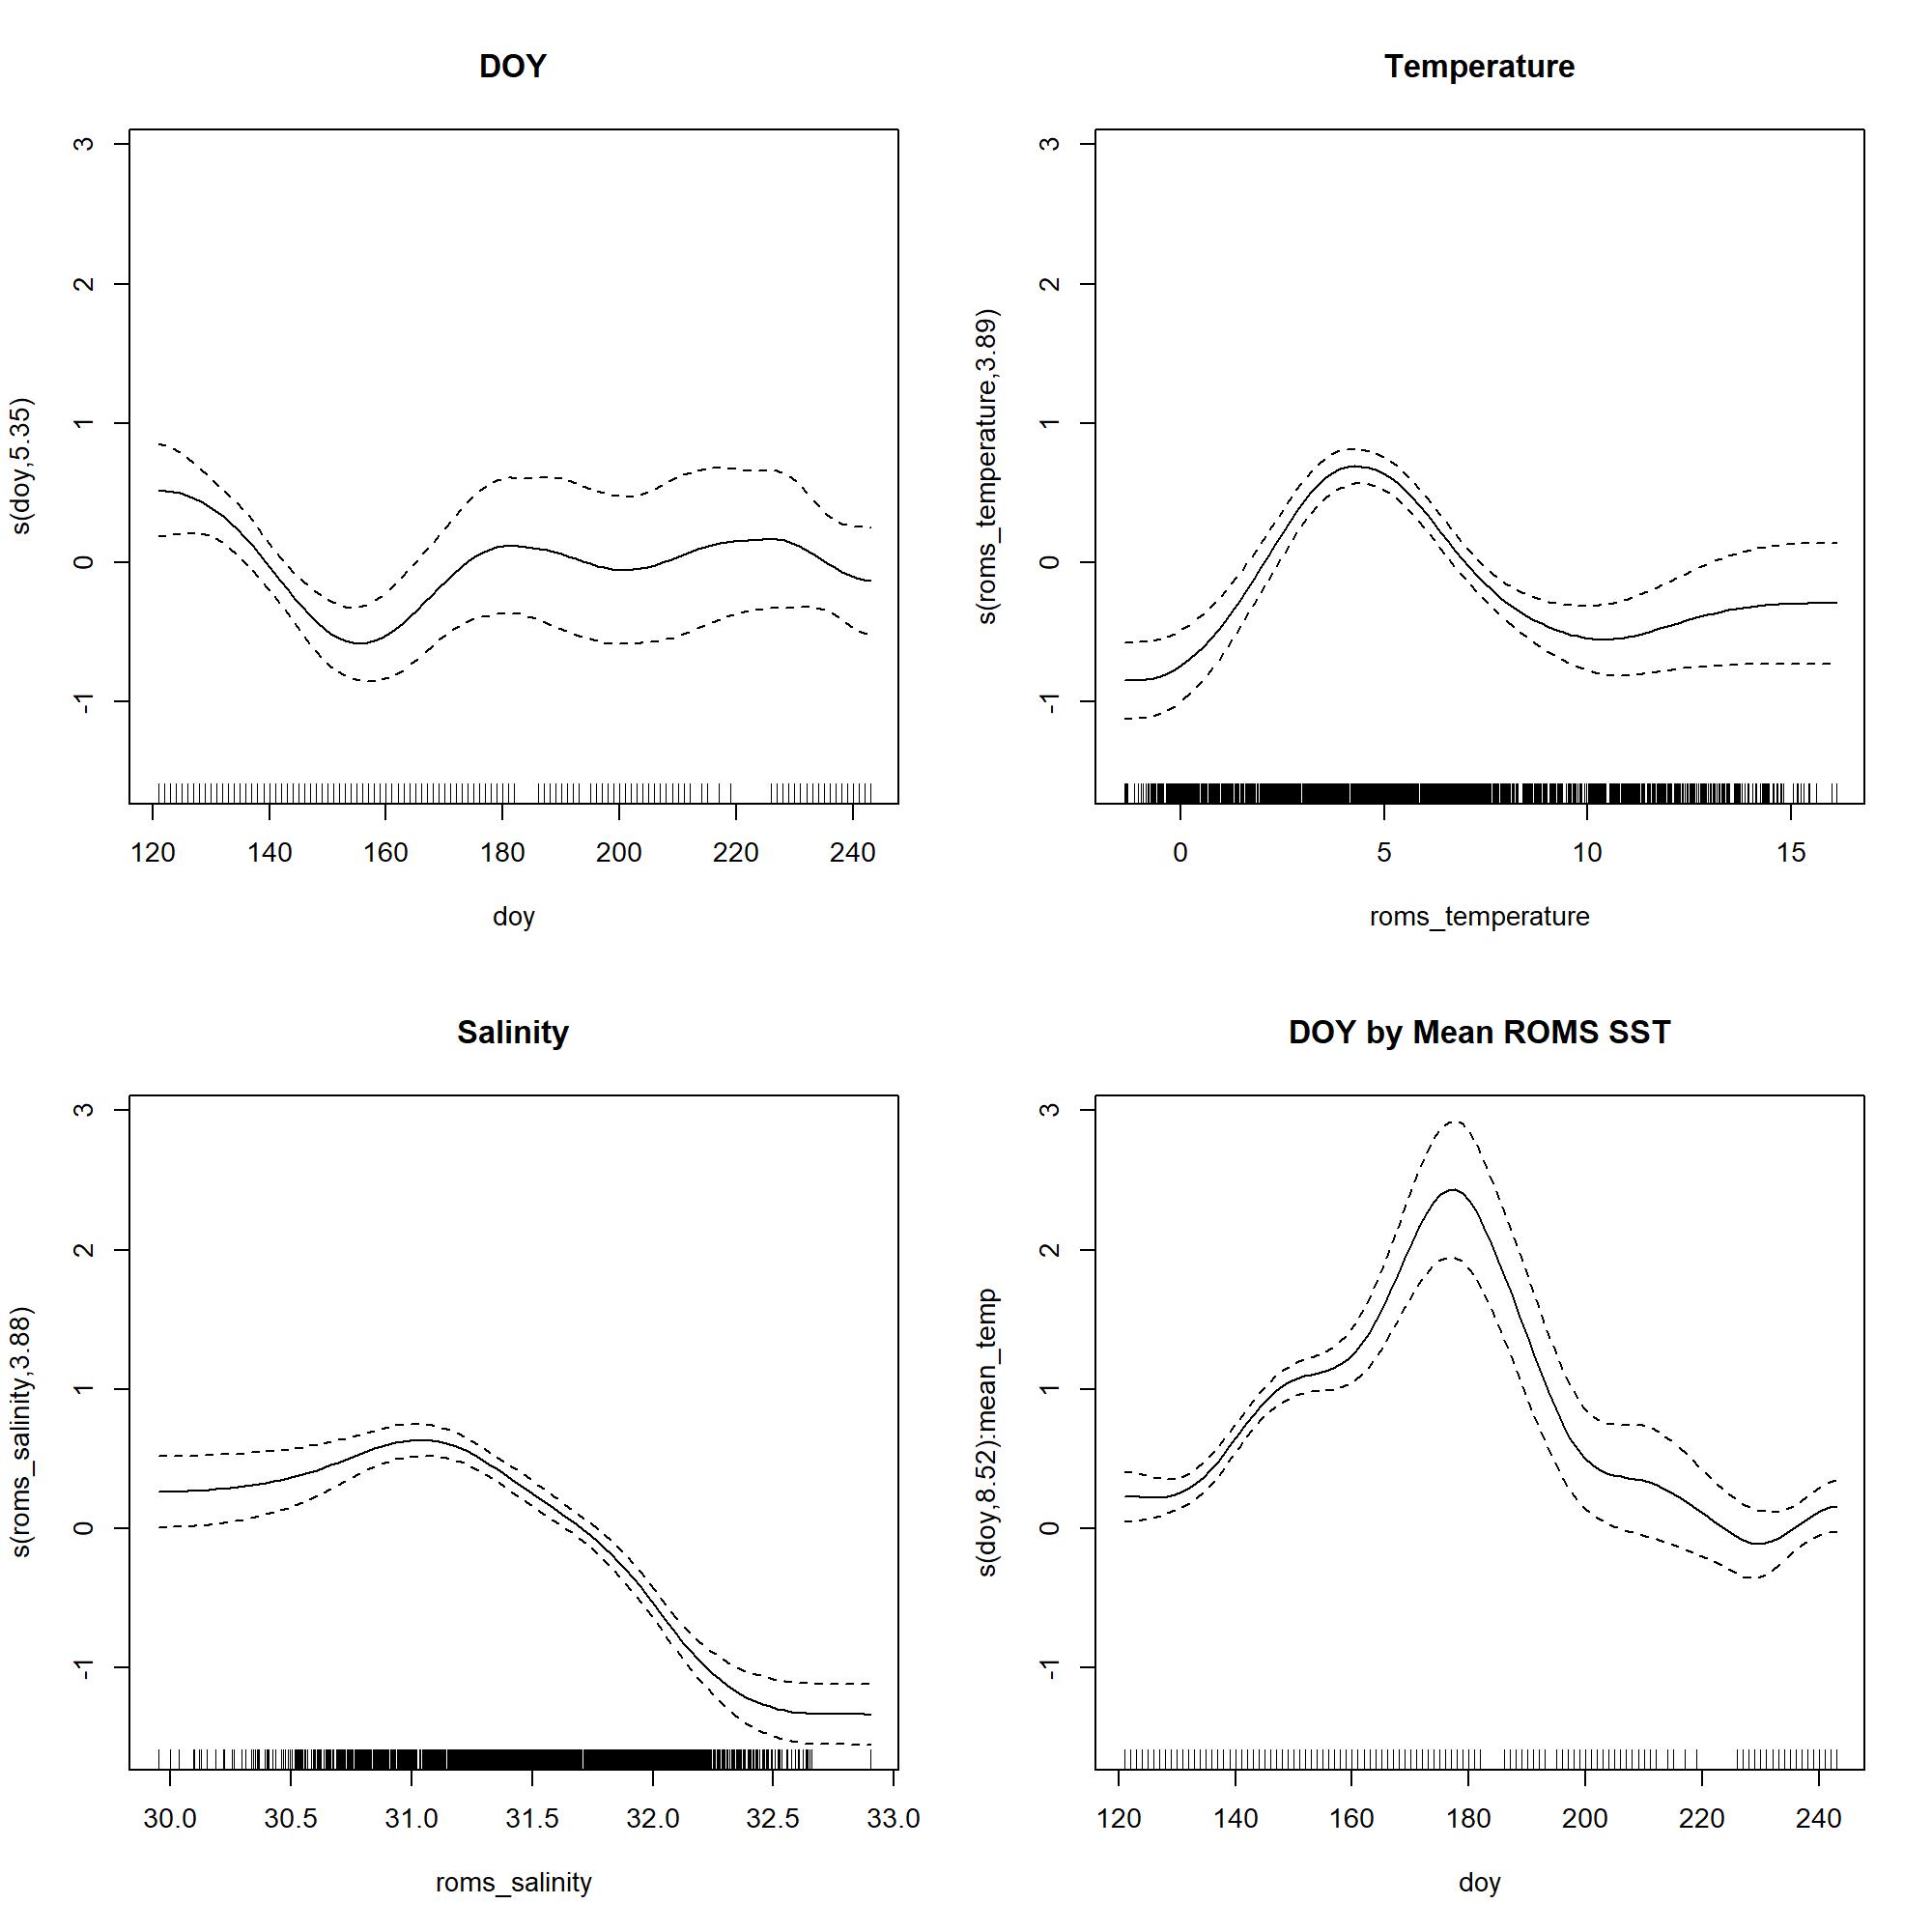 DOY
s(doy,5.35)
3
2
1
0
-1
120 140 160 180 200 220 240
doy
Temperature
s(roms_temperature,3.89)
3
2
1
0
-1
0 5 10 15
roms_temperature
Salinity
s(roms_salinity,3.88)
3
2
1
0
-1
30.0 30.5 31.0 31.5 32.0 32.5 33.0
roms_salinity
DOY by Mean ROMS SST
s(doy,8.52):mean_temp
3
2
1
0
-1
120 140 160 180 200 220 240
doy